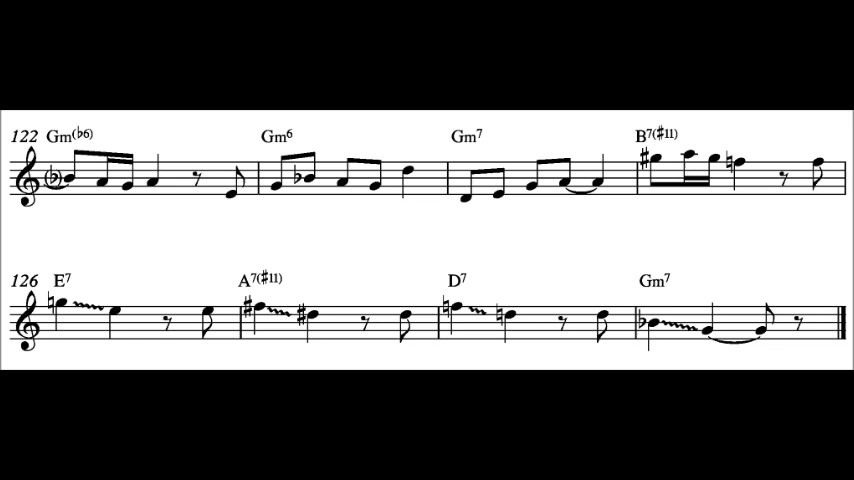 122 Gm(♭6) Gm6 Gm7 B7(♯11)
126 E7 A7(♯11) D7 Gm7